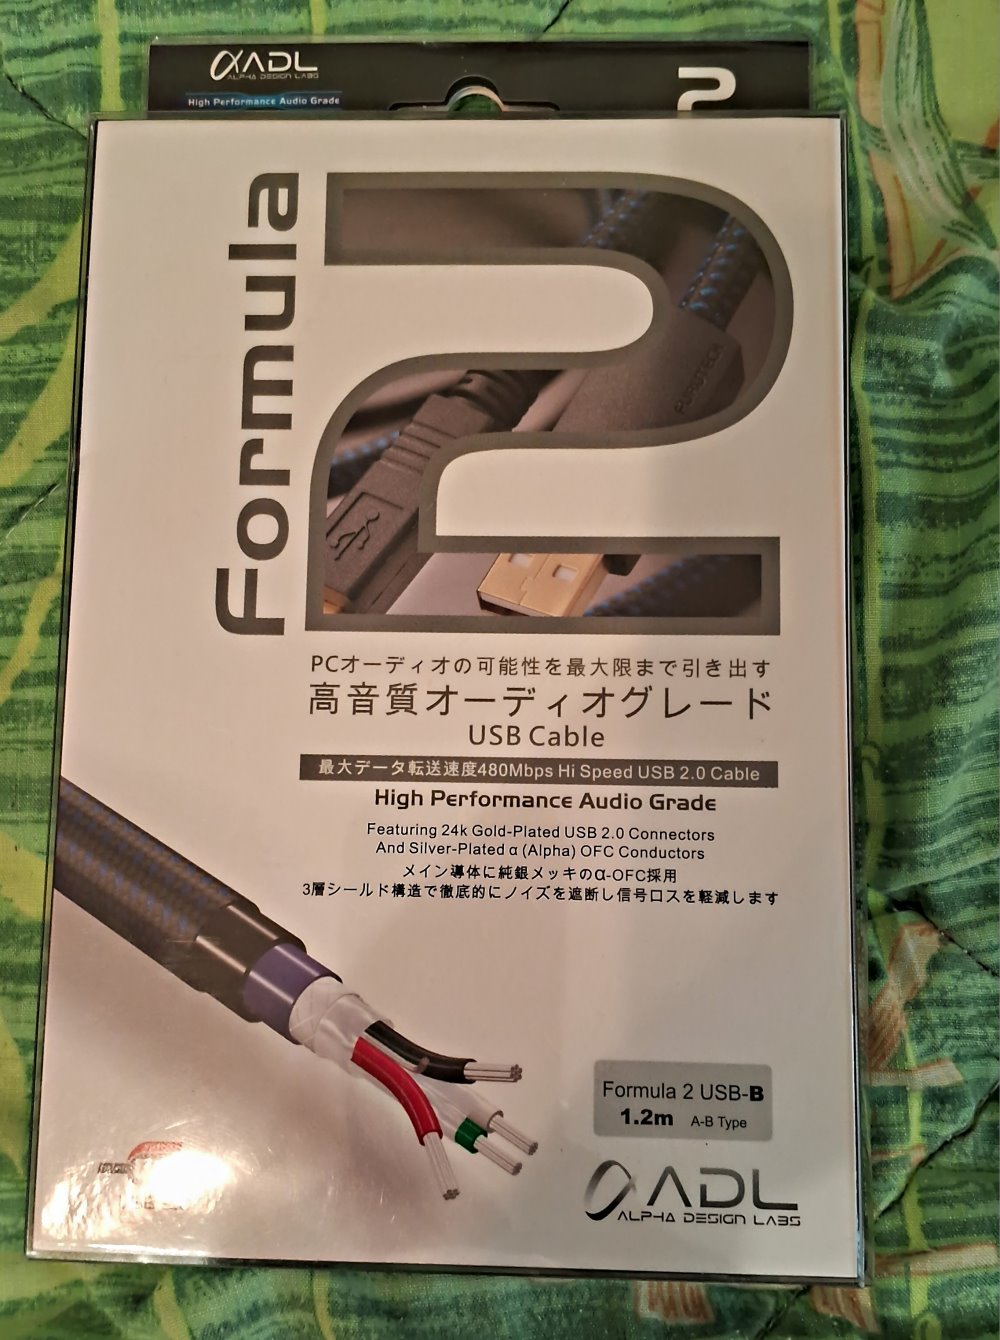 ADL
ALPHA DESIGN LABS
High Performance Audio Grade
2
Formula
2
FURUTECH
PCオーディオの可能性を最大限まで引き出す
高音質オーディオグレード
USB Cable
最大データ転送速度480Mbps Hi Speed USB 2.0 Cable
High Performance Audio Grade
Featuring 24k Gold-Plated USB 2.0 Connectors
And Silver-Plated α (Alpha) OFC Conductors
メイン導体に純銀メッキのα-OFC採用
3層シールド構造で徹底的にノイズを遮断し信号ロスを軽減します
Formula 2 USB-B
1.2m A-B Type
ADL
ALPHA DESIGN LABS